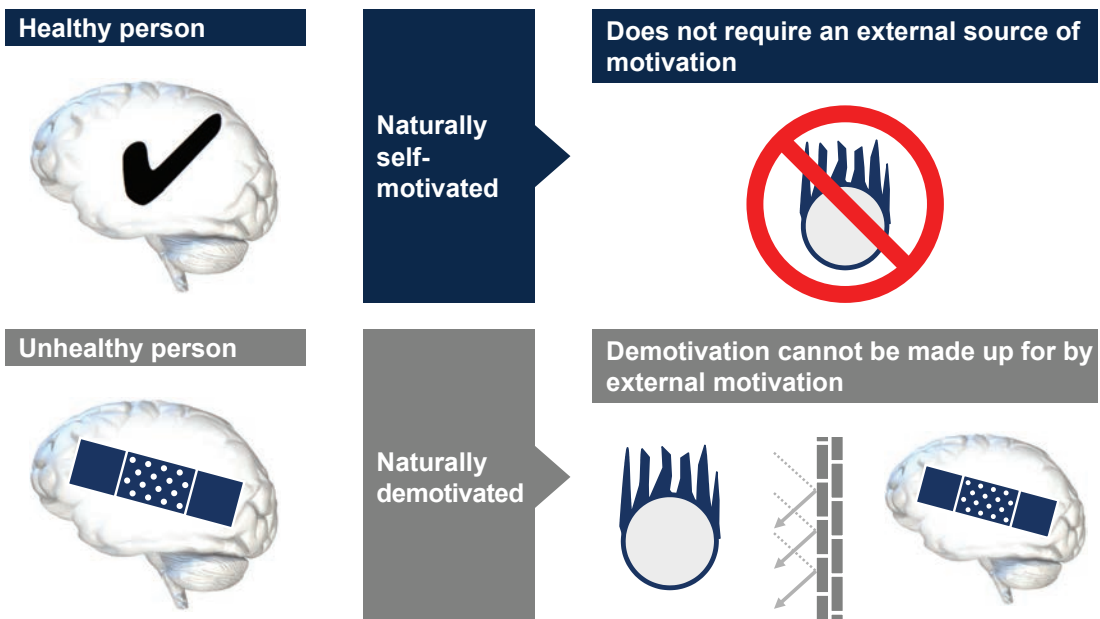 Healthy person
Naturally
self-
motivated
Does not require an external source of
motivation
Unhealthy person
Naturally
demotivated
Demotivation cannot be made up for by
external motivation